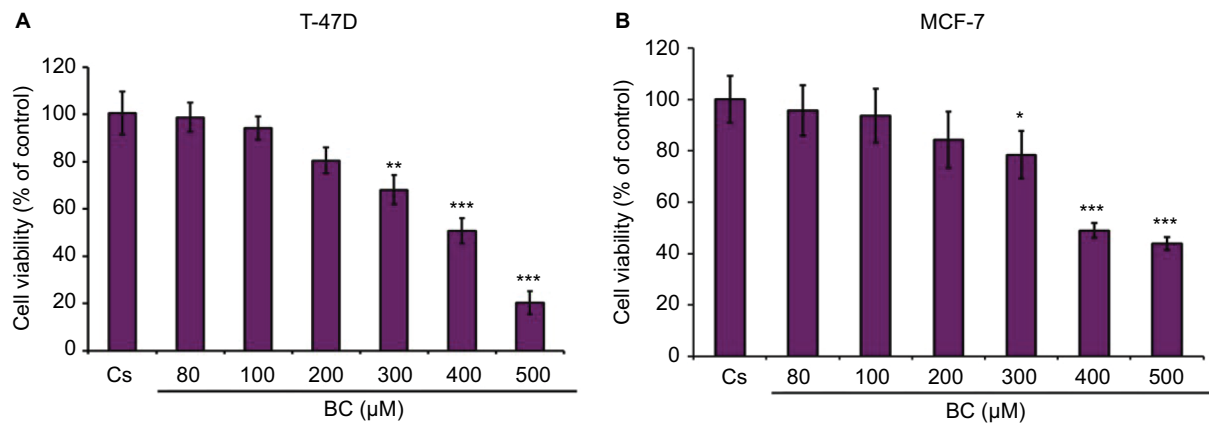 A
T-47D
Cell viability (% of control)
120
100
80
60
40
20
0
**
***
***
Cs 80 100 200 300 400 500
BC (μM)
B
MCF-7
Cell viability (% of control)
120
100
80
60
40
20
0
*
***
***
Cs 80 100 200 300 400 500
BC (μM)